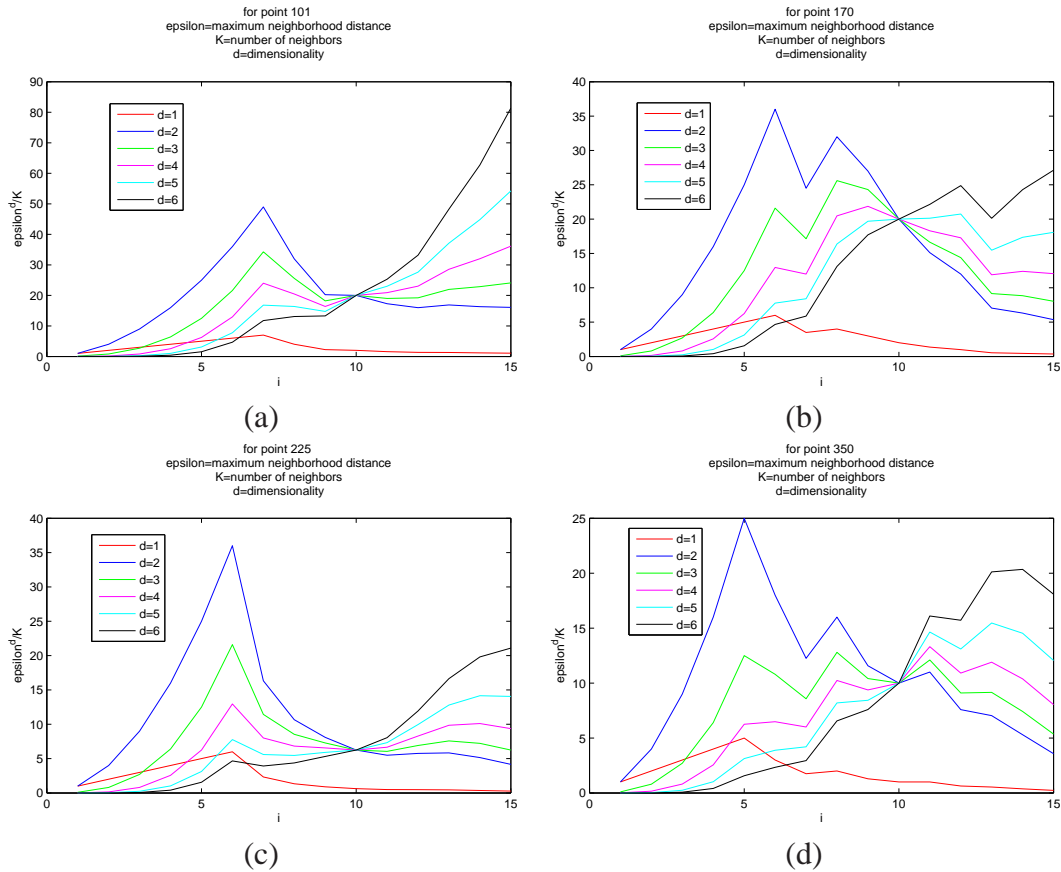 for point 101
epsilon=maximum neighborhood distance
K=number of neighbors
d=dimensionality
90
80
70
60
50
40
30
20
10
0
epsilon^d/K
d=1
d=2
d=3
d=4
d=5
d=6
0
5
10
15
i
(a)
for point 170
epsilon=maximum neighborhood distance
K=number of neighbors
d=dimensionality
40
35
30
25
20
15
10
5
0
epsilon^d/K
d=1
d=2
d=3
d=4
d=5
d=6
0
5
10
15
i
(b)
for point 225
epsilon=maximum neighborhood distance
K=number of neighbors
d=dimensionality
40
35
30
25
20
15
10
5
0
epsilon^d/K
d=1
d=2
d=3
d=4
d=5
d=6
0
5
10
15
i
(c)
for point 350
epsilon=maximum neighborhood distance
K=number of neighbors
d=dimensionality
25
20
15
10
5
0
epsilon^d/K
d=1
d=2
d=3
d=4
d=5
d=6
0
5
10
15
i
(d)